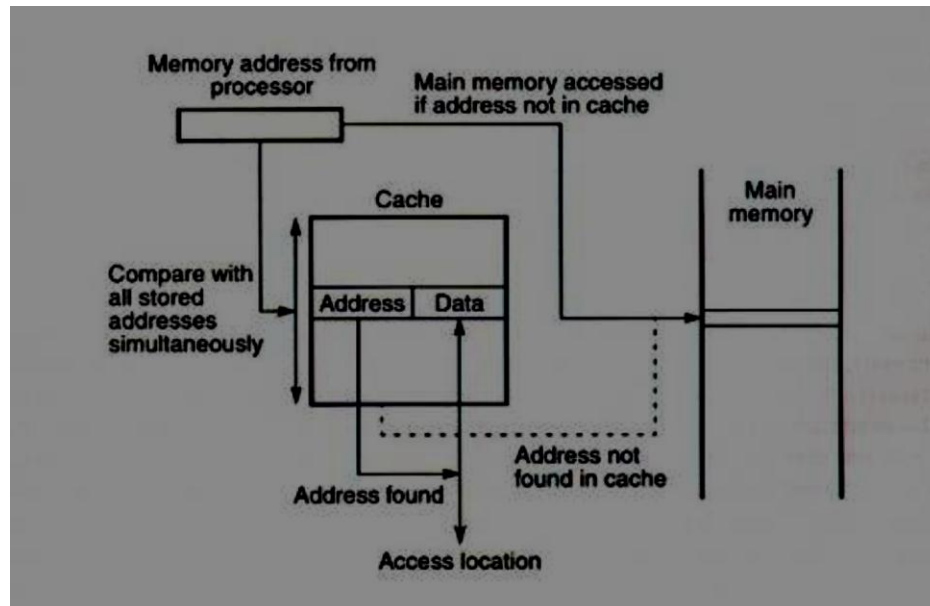 Memory address from
processor
Main memory accessed
if address not in cache
Cache
Main
memory
Compare with
all stored
addresses
simultaneously
Address
Data
Address not
found in cache
Address found
Access location